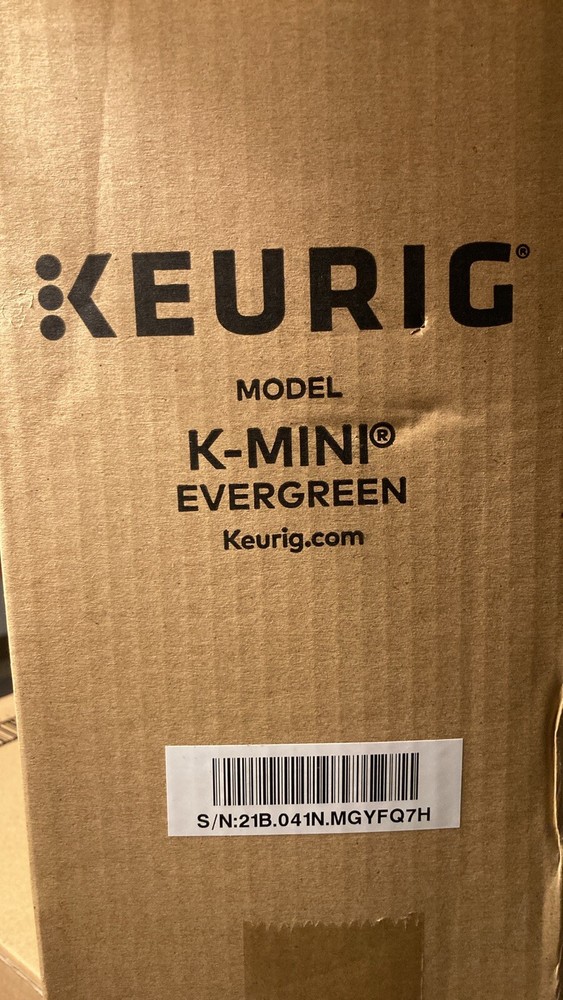 KEURIG®
MODEL
K-MINI®
EVERGREEN
Keurig.com
S/N:21B.041N.MGYFQ7H